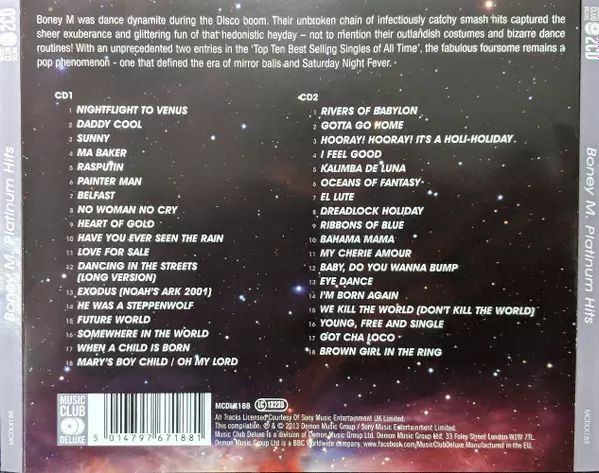 Boney M was dance dynamite during the Disco boom. Their unbroken chain of infectiously catchy smash hits captured the
sheer exuberance and glittering fun of that hedonistic heyday – not to mention their outlandish costumes and bizarre dance
routines! With an unprecedented two entries in the 'Top Ten Best Selling Singles of All Time', the fabulous foursome remains a
pop phenomenon - one that defined the era of mirror balls and Saturday Night Fever.
CD1
1 NIGHTFLIGHT TO VENUS
2 DADDY COOL
3 SUNNY
4 MA BAKER
5 RASPUTIN
6 PAINTER MAN
7 BELFAST
8 NO WOMAN NO CRY
9 HEART OF GOLD
10 HAVE YOU EVER SEEN THE RAIN
11 LOVE FOR SALE
12 DANCING IN THE STREETS
(LONG VERSION)
13 EXODUS (NOAH'S ARK 2001)
14 HE WAS A STEPPENWOLF
15 FUTURE WORLD
16 SOMEWHERE IN THE WORLD
17 WHEN A CHILD IS BORN
18 MARY'S BOY CHILD / OH MY LORD
CD2
1 RIVERS OF BABYLON
2 GOTTA GO HOME
3 HOORAY! HOORAY! IT'S A HOLI-HOLIDAY
4 I FEEL GOOD
5 KALIMBA DE LUNA
6 OCEANS OF FANTASY
7 EL LUTE
8 DREADLOCK HOLIDAY
9 RIBBONS OF BLUE
10 BAHAMA MAMA
11 MY CHERIE AMOUR
12 BABY, DO YOU WANNA BUMP
13 EYE DANCE
14 I'M BORN AGAIN
15 WE KILL THE WORLD (DON'T KILL THE WORLD)
16 YOUNG, FREE AND SINGLE
17 GOT CHA LOCO
18 BROWN GIRL IN THE RING
MUSIC
CLUB
DELUXE
5 014797 671881
MCDLX188
LC 13235
All Tracks Licensed Courtesy Of Sony Music Entertainment UK Limited.
This compilation: ℗ & © 2013 Demon Music Group / Sony Music Entertainment.
Music Club Deluxe is a division of Demon Music Group Ltd. Demon Music Group Ltd, 33 Foley Street London W1W 7TL.
Demon Music Group Ltd is a BBC Worldwide company. www.facebook.com/MusicClubDeluxe. Manufactured in the EU.
2CD
Boney M. Platinum Hits
MCDLX188
2CD
Boney M. Platinum Hits
MCDLX188